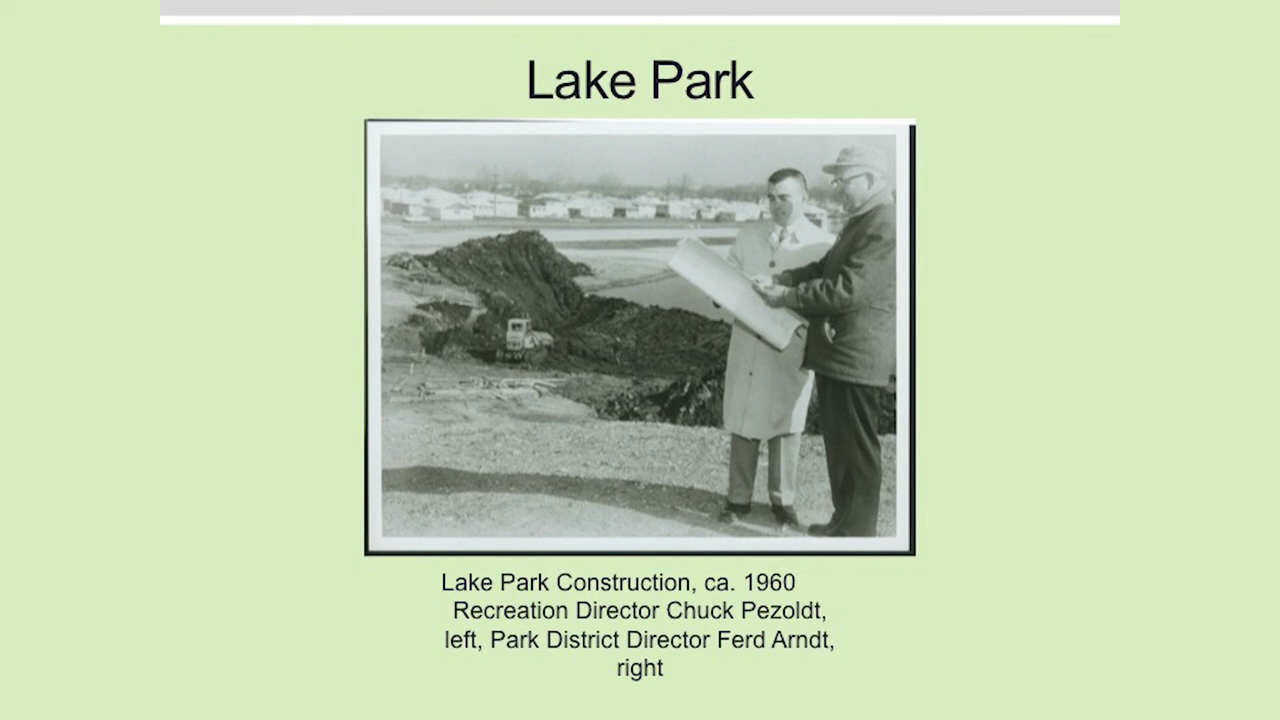 Lake Park
Lake Park Construction, ca. 1960
Recreation Director Chuck Pezoldt,
left, Park District Director Ferd Arndt,
right